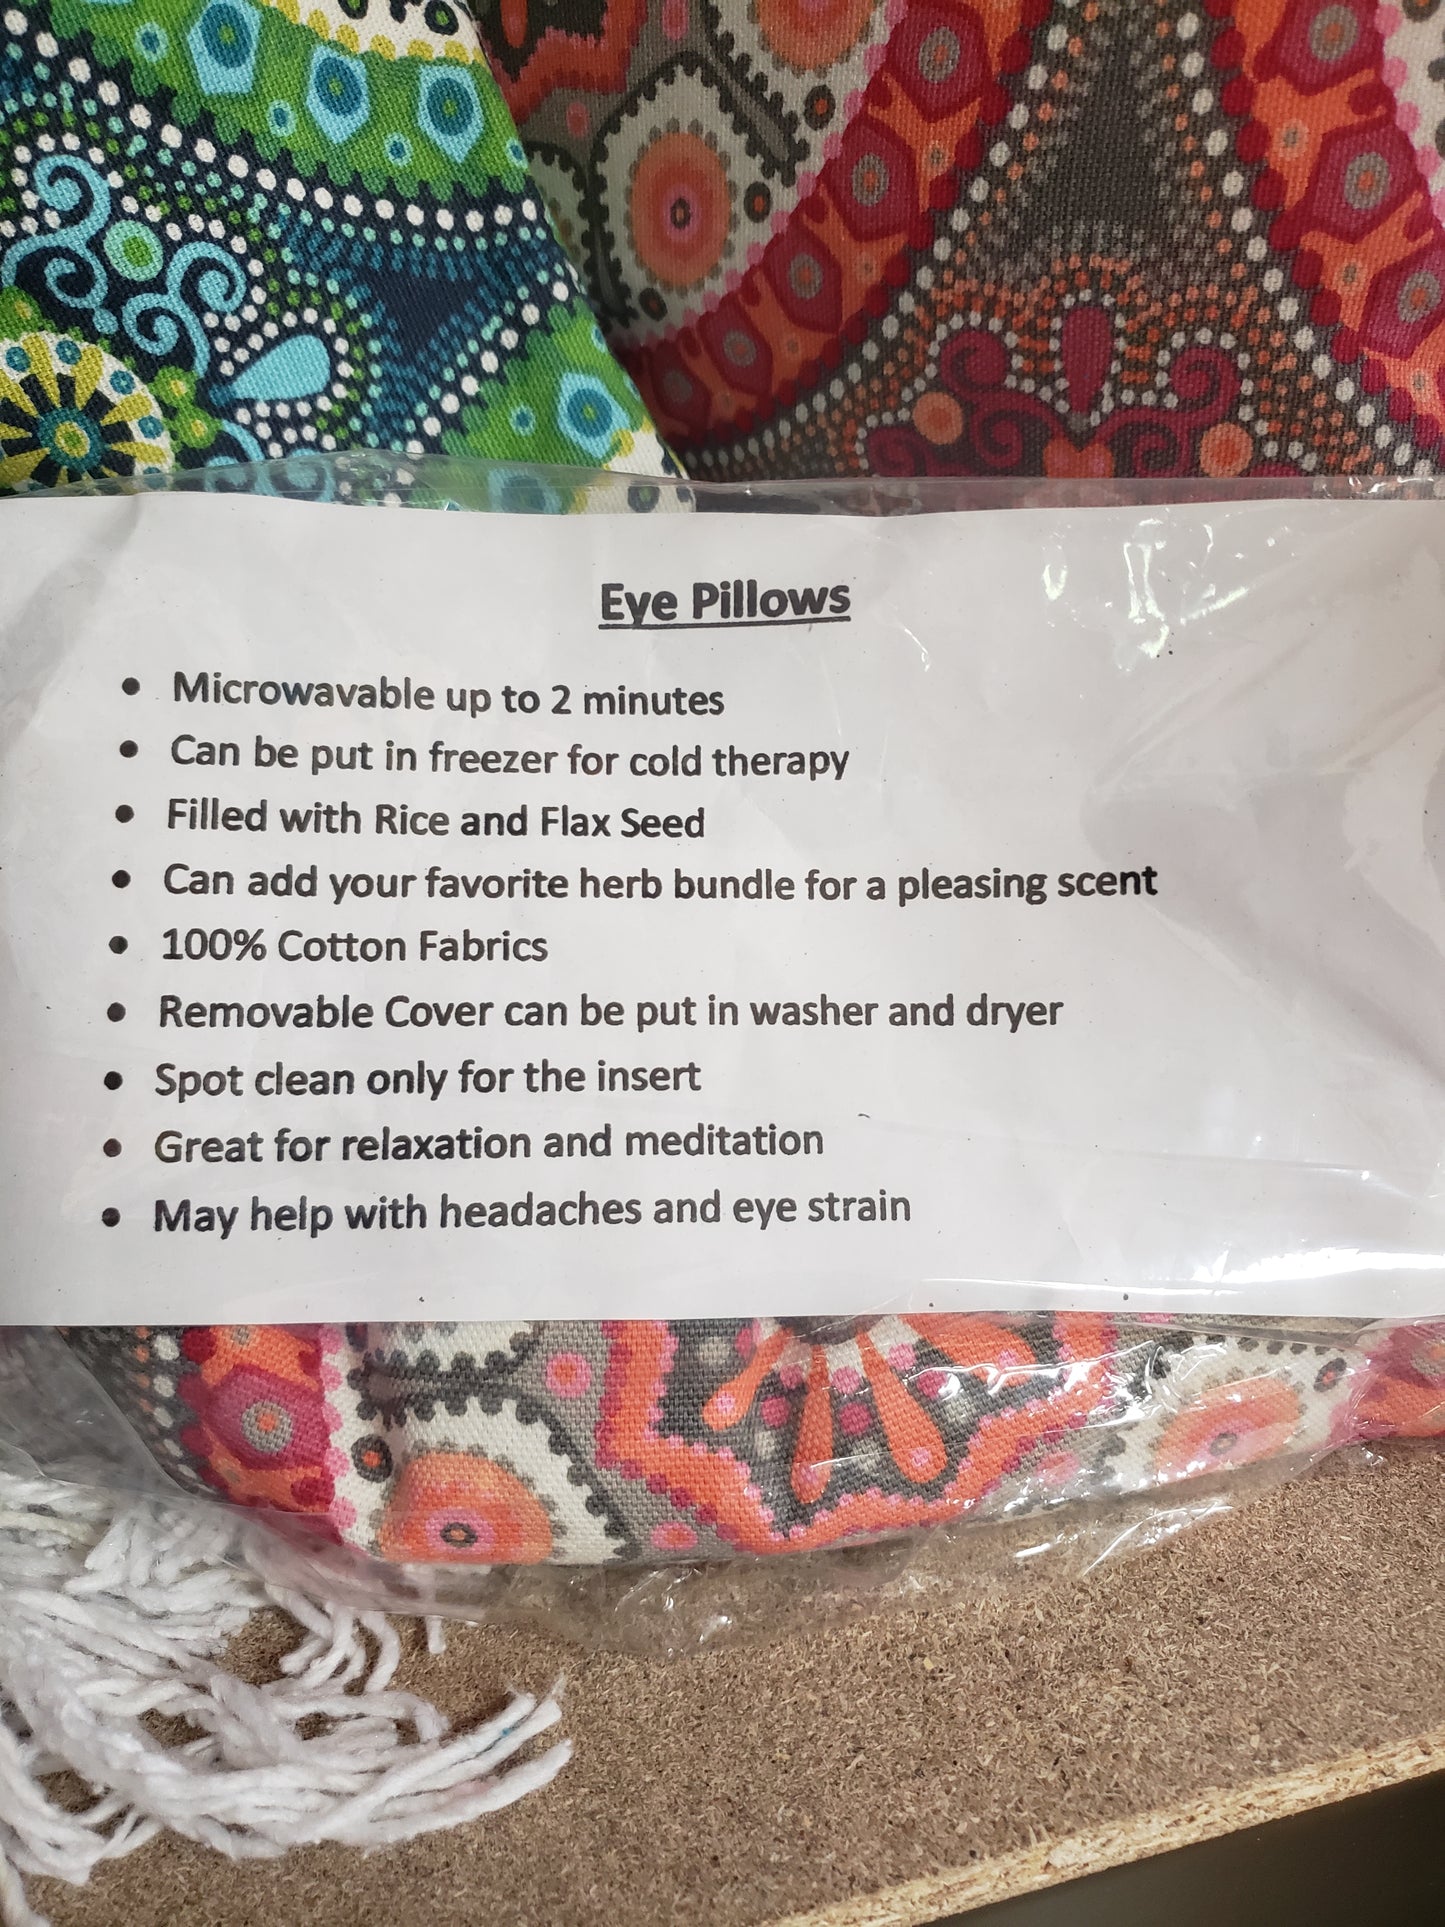 Eye Pillows
• Microwavable up to 2 minutes
• Can be put in freezer for cold therapy
• Filled with Rice and Flax Seed
• Can add your favorite herb bundle for a pleasing scent
• 100% Cotton Fabrics
• Removable Cover can be put in washer and dryer
• Spot clean only for the insert
• Great for relaxation and meditation
• May help with headaches and eye strain